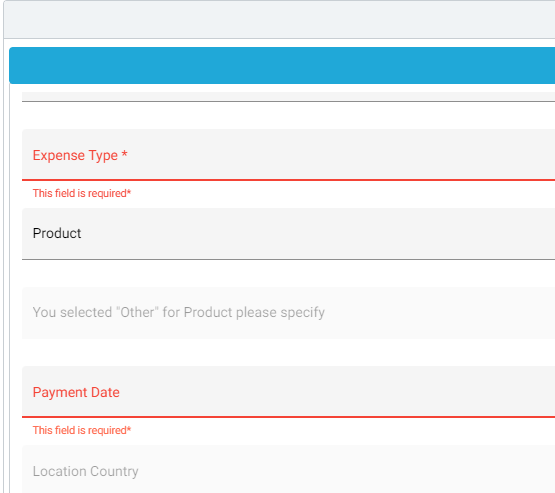 Expense Type *
This field is required*
Product
You selected "Other" for Product please specify
Payment Date
This field is required*
Location Country